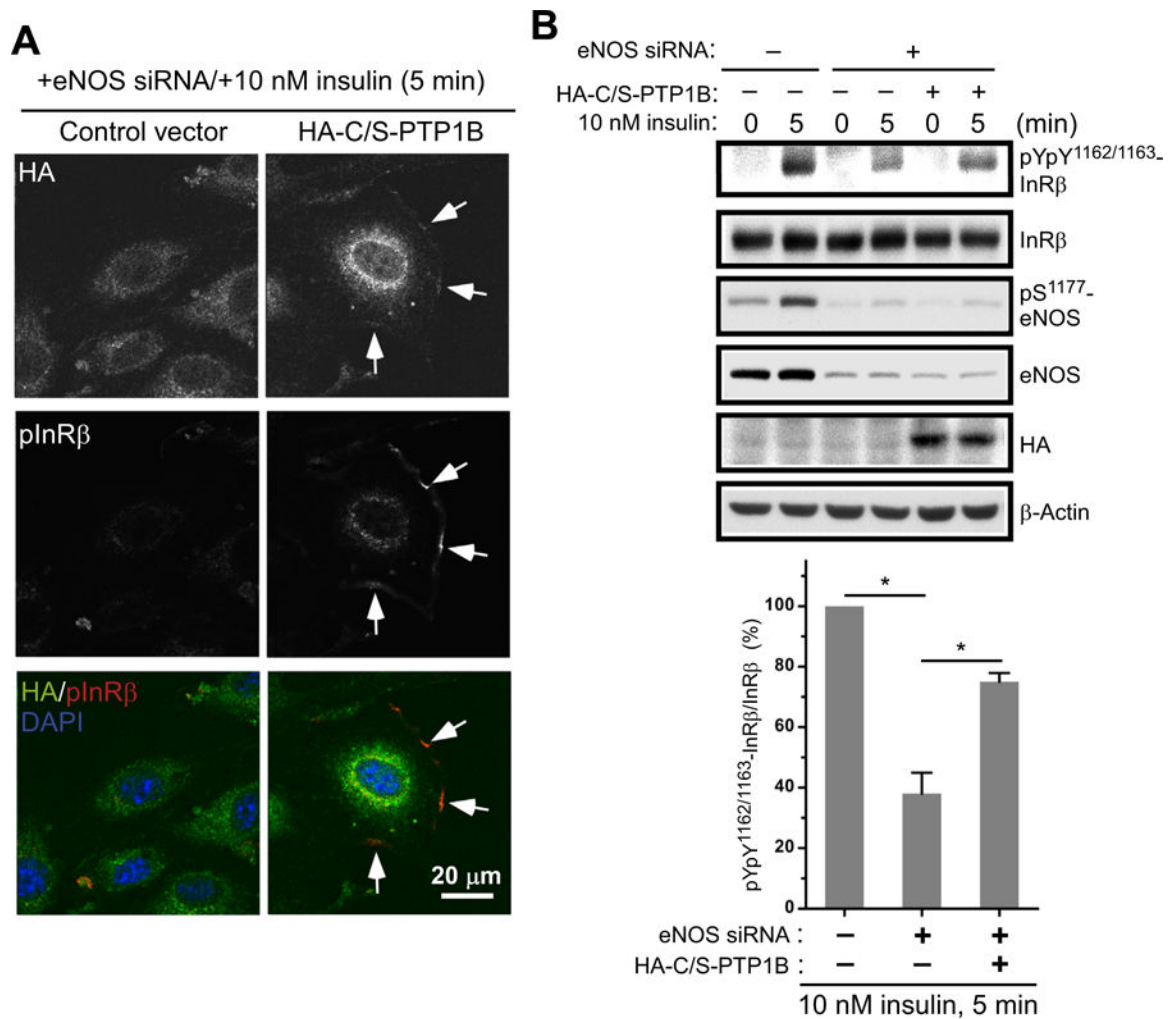 A
+eNOS siRNA/+10 nM insulin (5 min)
Control vector HA-C/S-PTP1B
HA
pInRβ
HA/pInRβ
DAPI
20 μm
B
eNOS siRNA: – +
HA-C/S-PTP1B: – – – – + +
10 nM insulin: 0 5 0 5 0 5 (min)
pYpY1162/1163-
InRβ
InRβ
pS1177-
eNOS
eNOS
HA
β-Actin
* *
100
80
60
40
20
0
pYpY1162/1163-InRβ/InRβ (%)
eNOS siRNA : – + +
HA-C/S-PTP1B : – – +
10 nM insulin, 5 min